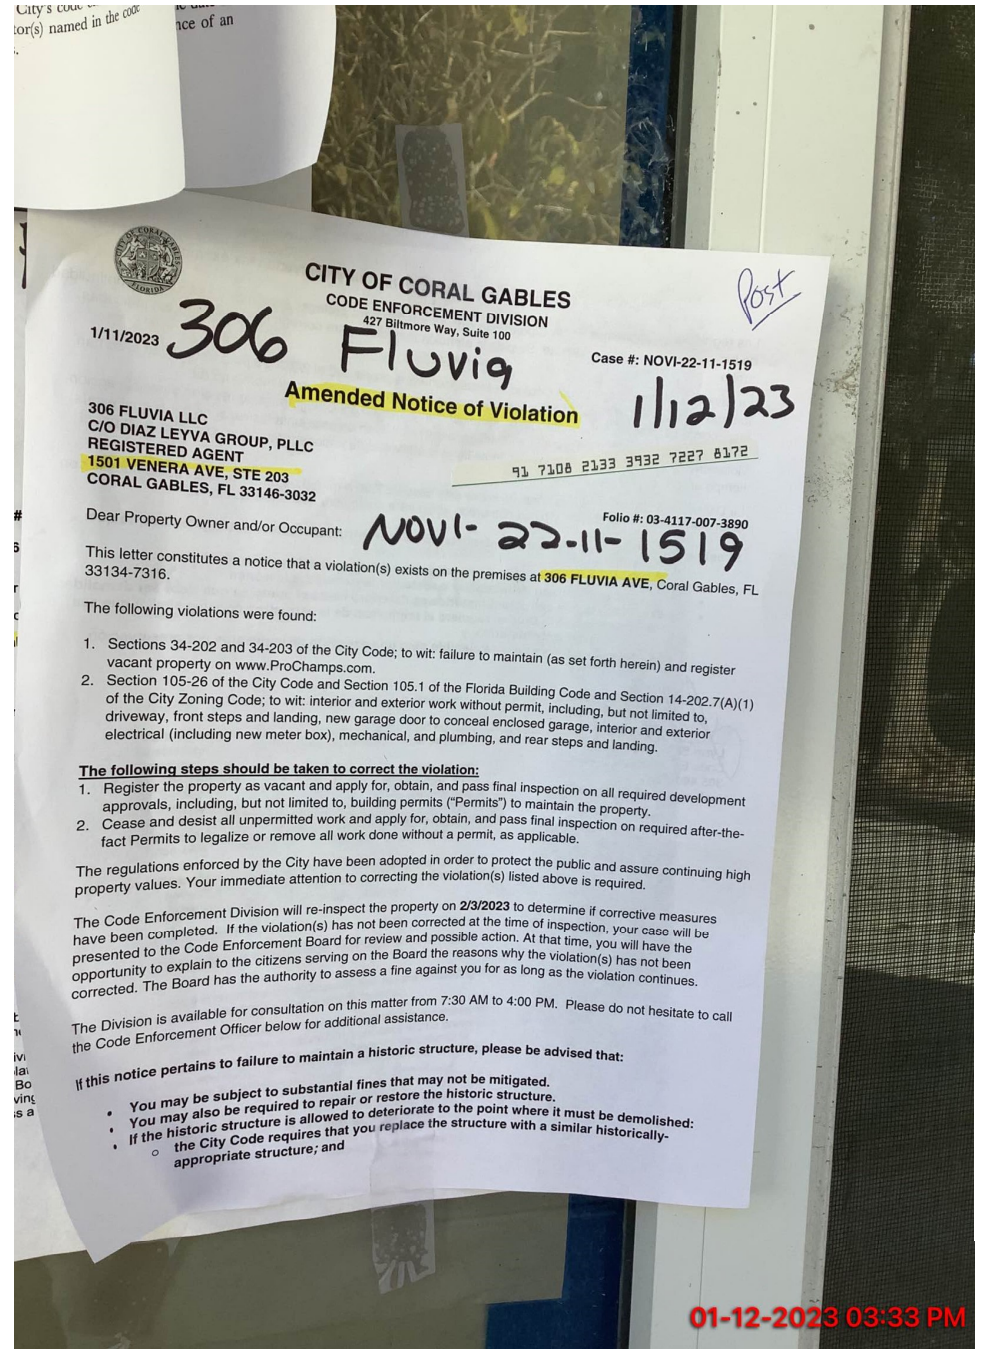 City's code
tor(s) named in the code
nce of an
CITY OF CORAL GABLES
FLORIDA
CITY OF CORAL GABLES
CODE ENFORCEMENT DIVISION
427 Biltmore Way, Suite 100
Post
1/11/2023
306 Fluvia
Case #: NOVI-22-11-1519
Amended Notice of Violation
1/12/23
306 FLUVIA LLC
C/O DIAZ LEYVA GROUP, PLLC
REGISTERED AGENT
1501 VENERA AVE, STE 203
CORAL GABLES, FL 33146-3032
91 7108 2133 3932 7227 8172
Folio #: 03-4117-007-3890
Dear Property Owner and/or Occupant:
NOVI-22-11-1519
This letter constitutes a notice that a violation(s) exists on the premises at 306 FLUVIA AVE, Coral Gables, FL
33134-7316.
The following violations were found:
1. Sections 34-202 and 34-203 of the City Code; to wit: failure to maintain (as set forth herein) and register
vacant property on www.ProChamps.com.
2. Section 105-26 of the City Code and Section 105.1 of the Florida Building Code and Section 14-202.7(A)(1)
of the City Zoning Code; to wit: interior and exterior work without permit, including, but not limited to,
driveway, front steps and landing, new garage door to conceal enclosed garage, interior and exterior
electrical (including new meter box), mechanical, and plumbing, and rear steps and landing.
The following steps should be taken to correct the violation:
1. Register the property as vacant and apply for, obtain, and pass final inspection on all required development
approvals, including, but not limited to, building permits ("Permits") to maintain the property.
2. Cease and desist all unpermitted work and apply for, obtain, and pass final inspection on required after-the-
fact Permits to legalize or remove all work done without a permit, as applicable.
The regulations enforced by the City have been adopted in order to protect the public and assure continuing high
property values. Your immediate attention to correcting the violation(s) listed above is required.
The Code Enforcement Division will re-inspect the property on 2/3/2023 to determine if corrective measures
have been completed. If the violation(s) has not been corrected at the time of inspection, your case will be
presented to the Code Enforcement Board for review and possible action. At that time, you will have the
opportunity to explain to the citizens serving on the Board the reasons why the violation(s) has not been
corrected. The Board has the authority to assess a fine against you for as long as the violation continues.
The Division is available for consultation on this matter from 7:30 AM to 4:00 PM. Please do not hesitate to call
the Code Enforcement Officer below for additional assistance.
If this notice pertains to failure to maintain a historic structure, please be advised that:
• You may be subject to substantial fines that may not be mitigated.
• You may also be required to repair or restore the historic structure.
• If the historic structure is allowed to deteriorate to the point where it must be demolished:
o the City Code requires that you replace the structure with a similar historically-
appropriate structure; and
01-12-2023 03:33 PM